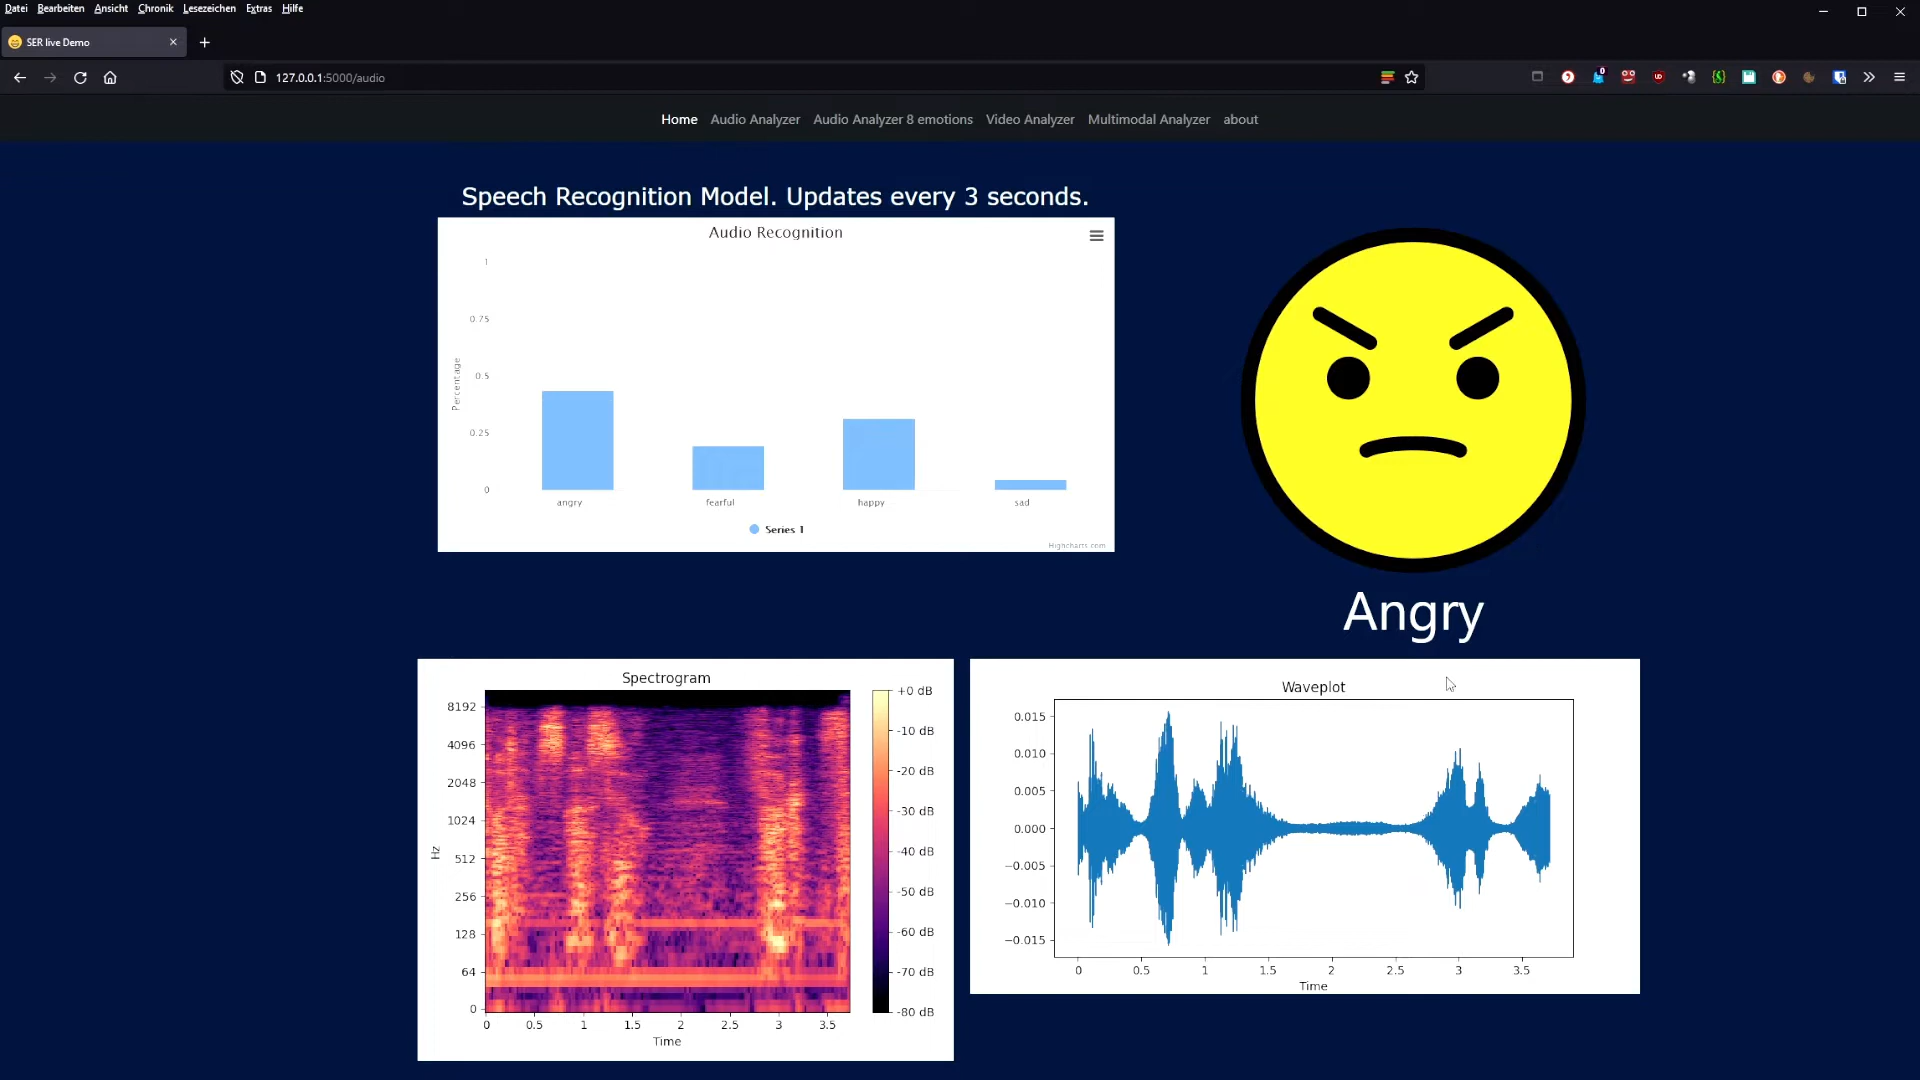 Datei Bearbeiten Ansicht Chronik Lesezeichen Extras Hilfe
SER live Demo
127.0.0.1:5000/audio
Home Audio Analyzer Audio Analyzer 8 emotions Video Analyzer Multimodal Analyzer about
Speech Recognition Model. Updates every 3 seconds.
Audio Recognition
Percentage
1
0.75
0.5
0.25
0
angry fearful happy sad
Series 1
Highcharts.com
Angry
Spectrogram
Hz
8192
4096
2048
1024
512
256
128
64
0
0 0.5 1 1.5 2 2.5 3 3.5
Time
+0 dB
-10 dB
-20 dB
-30 dB
-40 dB
-50 dB
-60 dB
-70 dB
-80 dB
Waveplot
0.015
0.010
0.005
0.000
−0.005
−0.010
−0.015
0 0.5 1 1.5 2 2.5 3 3.5
Time